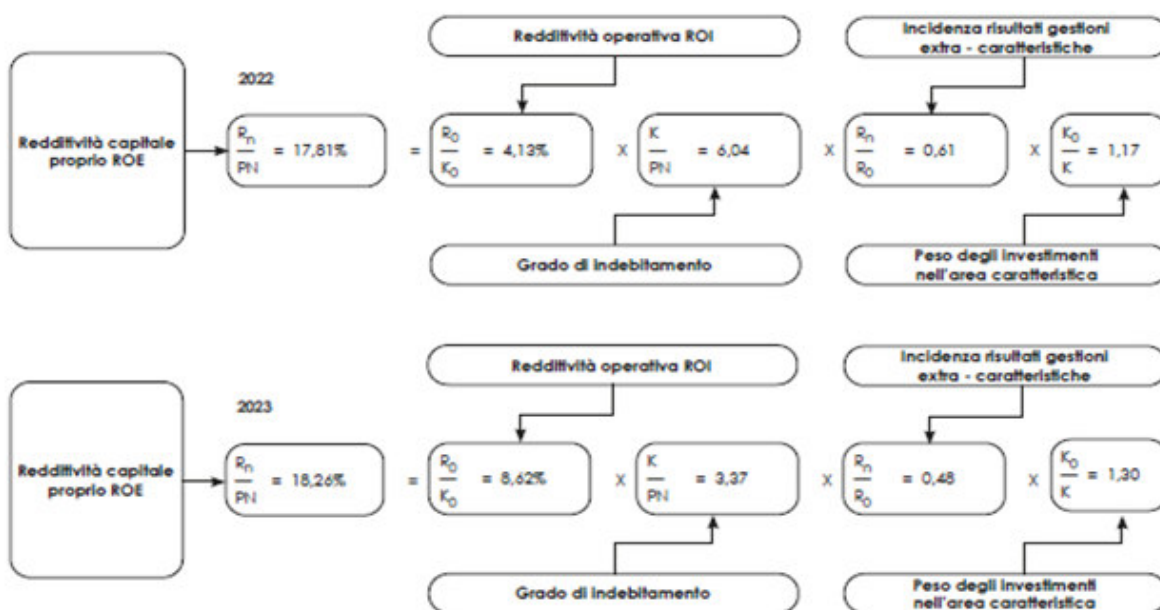 Redditività operativa ROI
Incidenza risultati gestioni
extra - caratteristiche
2022
Redditività capitale
proprio ROE
Rn
PN
= 17,81%
=
R0
K0
= 4,13%
X
K
PN
= 6,04
X
Rn
R0
= 0,61
X
K0
K
= 1,17
Grado di indebitamento
Peso degli investimenti
nell'area caratteristica
Redditività operativa ROI
Incidenza risultati gestioni
extra - caratteristiche
2023
Redditività capitale
proprio ROE
Rn
PN
= 18,26%
=
R0
K0
= 8,62%
X
K
PN
= 3,37
X
Rn
R0
= 0,48
X
K0
K
= 1,30
Grado di indebitamento
Peso degli investimenti
nell'area caratteristica